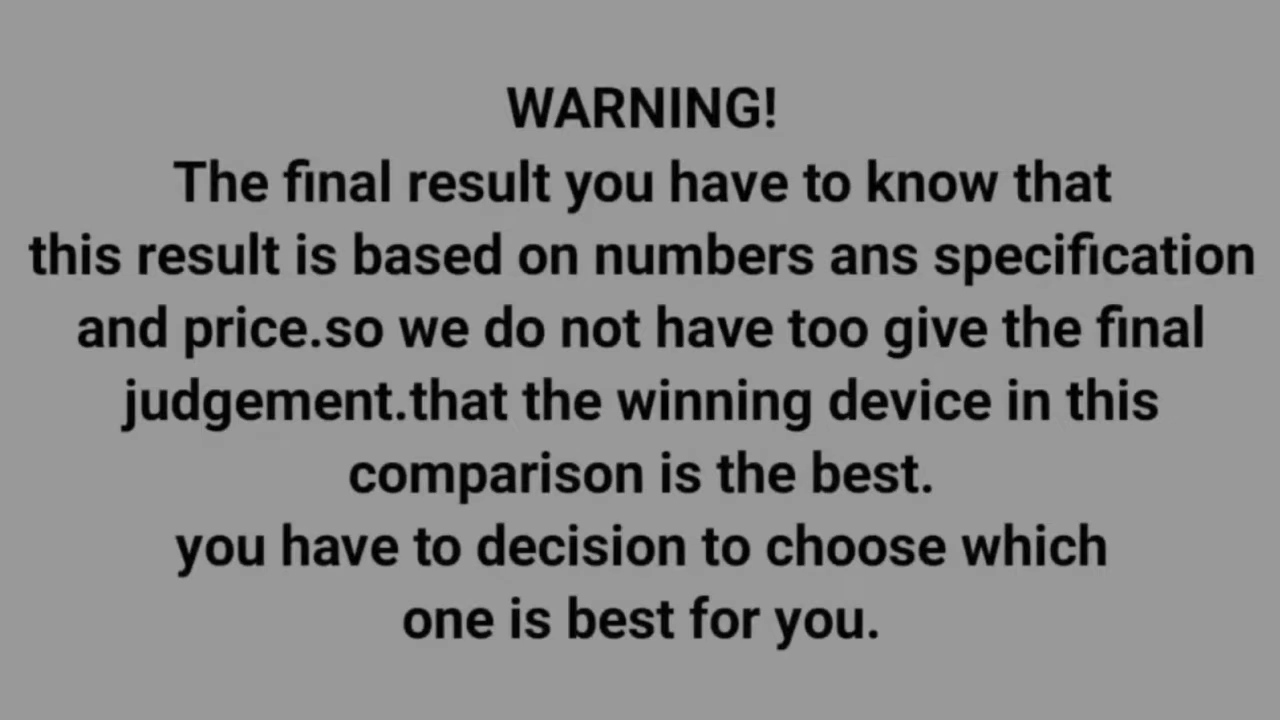 WARNING!
The final result you have to know that
this result is based on numbers ans specification
and price.so we do not have too give the final
judgement.that the winning device in this
comparison is the best.
you have to decision to choose which
one is best for you.